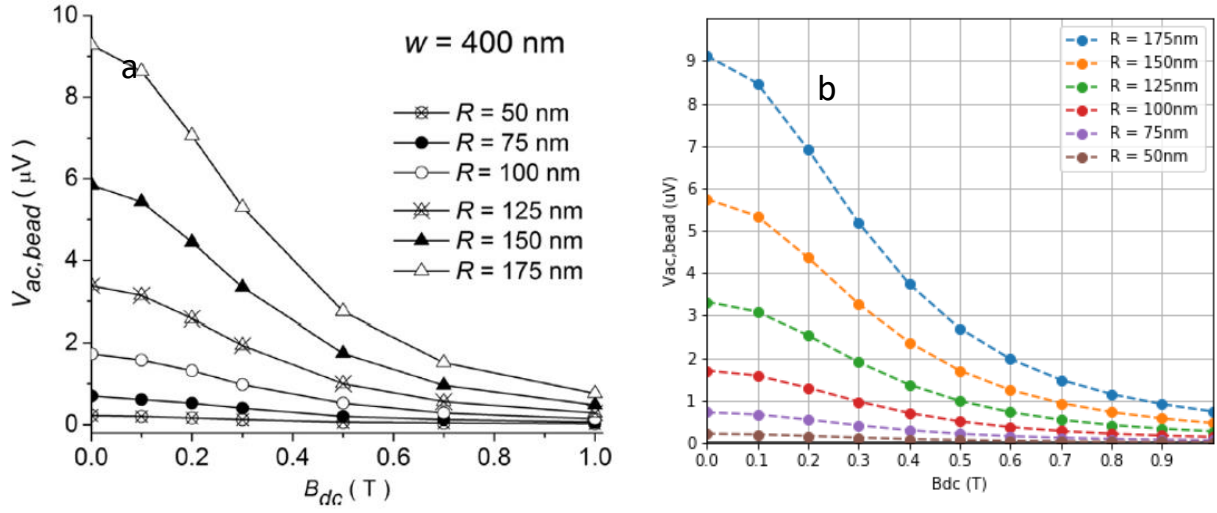 10
8
6
4
2
0
V_ac,bead ( μV )
a
w = 400 nm
R = 50 nm
R = 75 nm
R = 100 nm
R = 125 nm
R = 150 nm
R = 175 nm
0.0 0.2 0.4 0.6 0.8 1.0
B_dc ( T )
9
8
7
6
5
4
3
2
1
0
Vac,bead (uV)
b
R = 175nm
R = 150nm
R = 125nm
R = 100nm
R = 75nm
R = 50nm
0.0 0.1 0.2 0.3 0.4 0.5 0.6 0.7 0.8 0.9
Bdc (T)